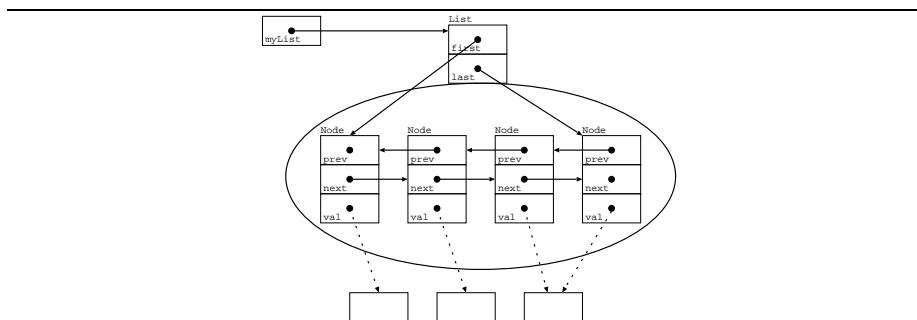 List
myList
first
last
Node Node Node Node
prev prev prev prev
next next next next
val val val val